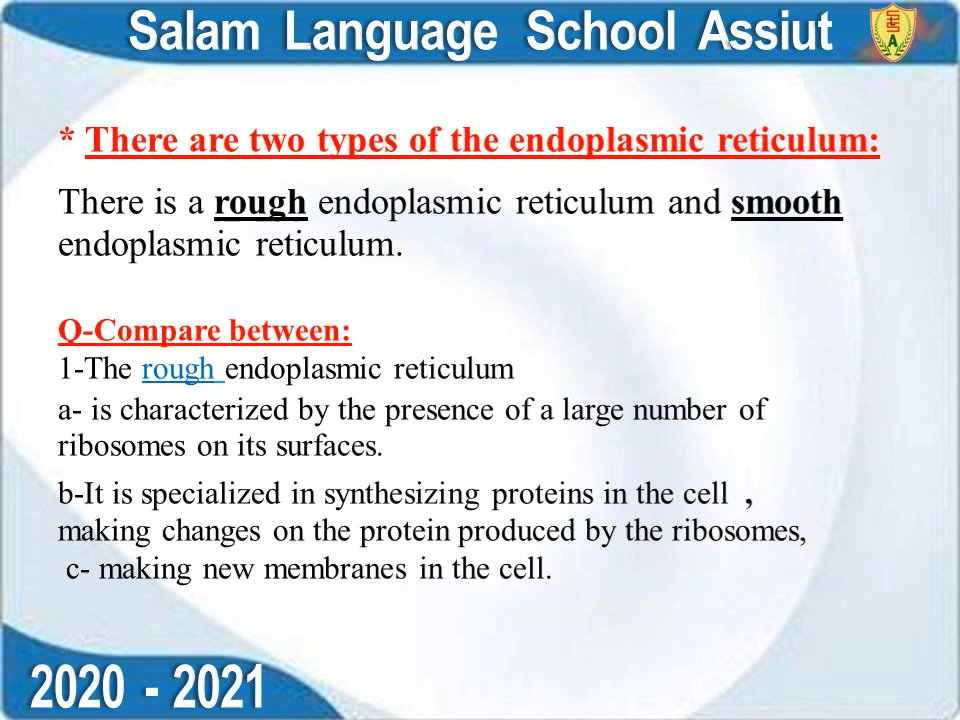 Salam Language School Assiut
* There are two types of the endoplasmic reticulum:
There is a rough endoplasmic reticulum and smooth
endoplasmic reticulum.
Q-Compare between:
1-The rough endoplasmic reticulum
a- is characterized by the presence of a large number of
ribosomes on its surfaces.
b-It is specialized in synthesizing proteins in the cell ,
making changes on the protein produced by the ribosomes,
c- making new membranes in the cell.
2020 - 2021